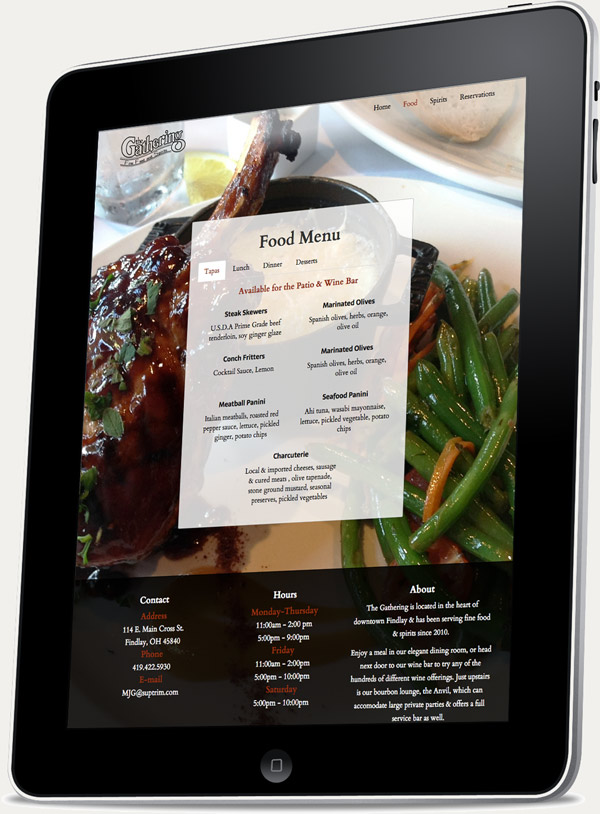 Home Food Spirits Reservations
The Gathering
Food Menu
Tapas Lunch Dinner Desserts
Available for the Patio & Wine Bar
Steak Skewers
U.S.D.A Prime Grade beef
tenderloin, soy ginger glaze
Marinated Olives
Spanish olives, herbs, orange,
olive oil
Conch Fritters
Cocktail Sauce, Lemon
Marinated Olives
Spanish olives, herbs, orange,
olive oil
Meatball Panini
Italian meatballs, roasted red
pepper sauce, lettuce, pickled
ginger, potato chips
Seafood Panini
Ahi tuna, wasabi mayonnaise,
lettuce, pickled vegetable, potato
chips
Charcuterie
Local & imported cheeses, sausage
& cured mean , olive tapenade,
stone ground mustard, seasonal
preserves, pickled vegetables
Contact
Address
114 E. Main Cross St.
Findlay, OH 45840
Phone
419.422.5930
E-mail
MJG@suprim.com
Hours
Monday-Thursday
11:00am - 2:00 pm
5:00pm - 9:00pm
Friday
11:00am - 2:00pm
5:00pm - 10:00pm
Saturday
5:00pm - 10:00pm
About
The Gathering is located in the heart of
downtown Findlay & has been serving fine food
& spirits since 2010.
Enjoy a meal in our elegant dining room, or head
next door to our wine bar to try any of the
hundreds of different wine offerings. Just upstairs
is our bourbon lounge, the Anvil, which can
accomodate large private parties & offers a full
service bar as well.